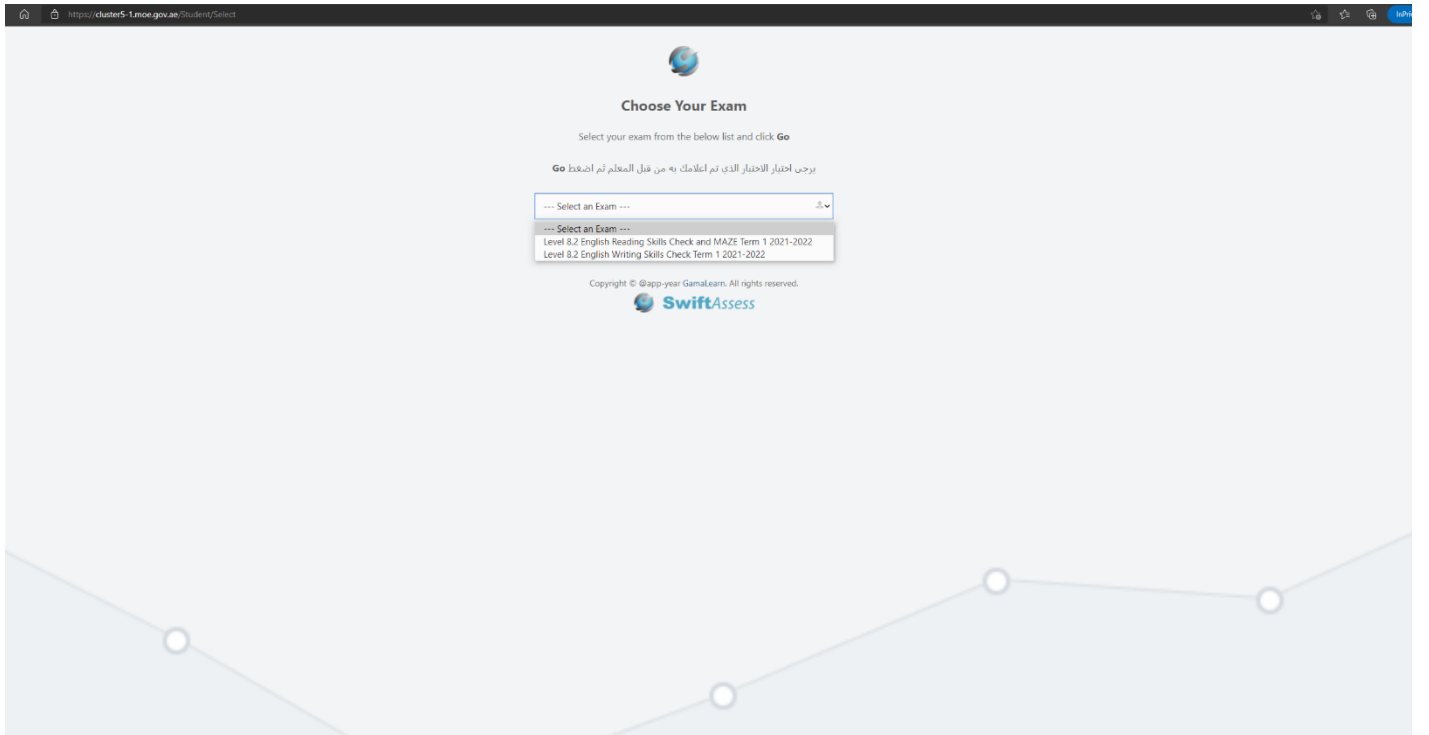 https://cluster5-1.moe.gov.ae/Student/Select
Choose Your Exam
Select your exam from the below list and click Go
يرجى اختيار الاختبار الذي تم اعلامك به من قبل المعلم ثم اضغط Go
--- Select an Exam ---
--- Select an Exam ---
Level 8.2 English Reading Skills Check and MAZE Term 1 2021-2022
Level 8.2 English Writing Skills Check Term 1 2021-2022
Copyright © @app-year GamaLearn. All rights reserved.
SwiftAssess